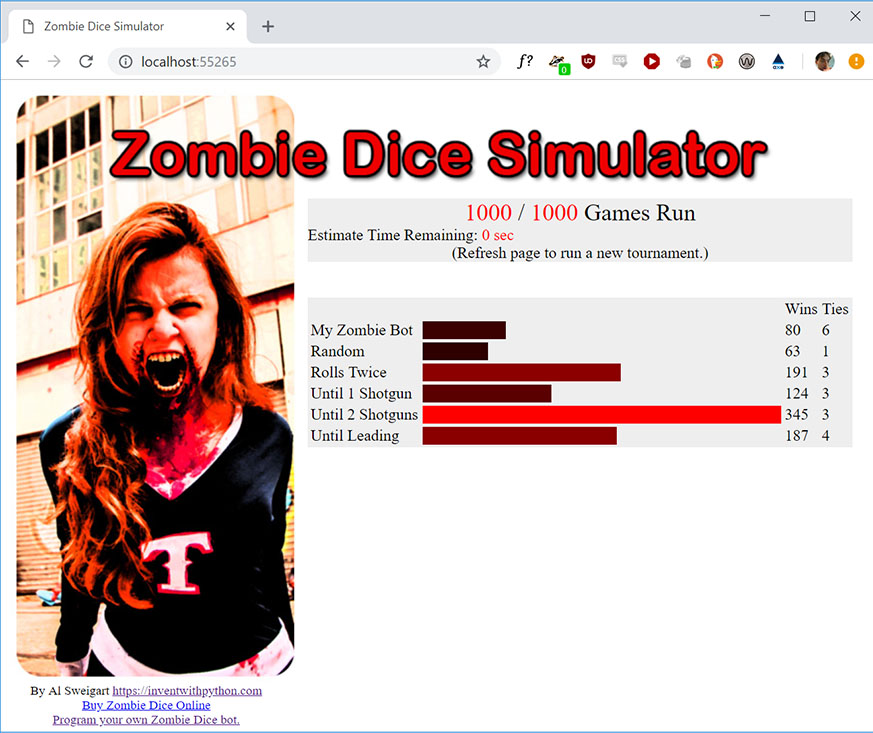 Zombie Dice Simulator
localhost:55265
f?
0
CSS
W
Zombie Dice Simulator
1000 / 1000 Games Run
Estimate Time Remaining: 0 sec
(Refresh page to run a new tournament.)
Wins Ties
My Zombie Bot 80 6
Random 63 1
Rolls Twice 191 3
Until 1 Shotgun 124 3
Until 2 Shotguns 345 3
Until Leading 187 4
T
By Al Sweigart https://inventwithpython.com
Buy Zombie Dice Online
Program your own Zombie Dice bot.